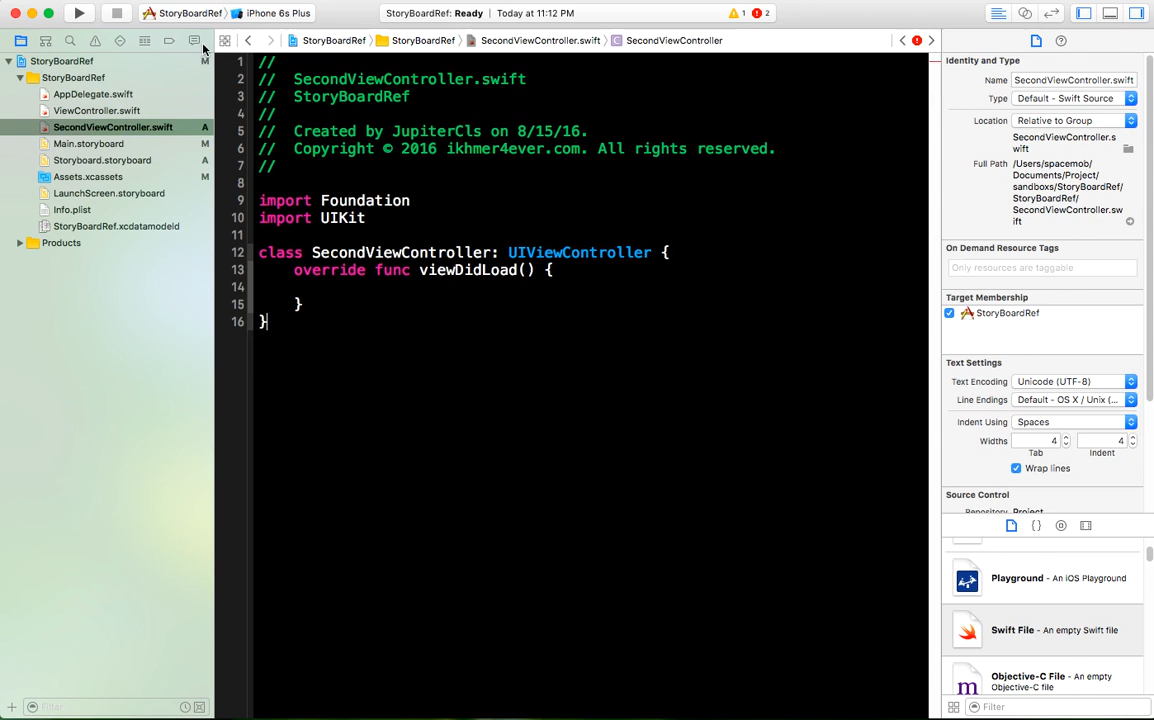 StoryBoardRef
iPhone 6s Plus
StoryBoardRef: Ready
Today at 11:12 PM
1
2
StoryBoardRef
StoryBoardRef
SecondViewController.swift
SecondViewController
StoryBoardRef
M
StoryBoardRef
AppDelegate.swift
ViewController.swift
SecondViewController.swift
A
Main.storyboard
M
Storyboard.storyboard
A
Assets.xcassets
M
LaunchScreen.storyboard
Info.plist
StoryBoardRef.xcdatamodeld
Products
Filter
1 //
2 // SecondViewController.swift
3 // StoryBoardRef
4 //
5 // Created by JupiterCls on 8/15/16.
6 // Copyright © 2016 ikhmer4ever.com. All rights reserved.
7 //
8
9 import Foundation
10 import UIKit
11
12 class SecondViewController: UIViewController {
13 override func viewDidLoad() {
14
15 }
16 }
Identity and Type
Name SecondViewController.swift
Type Default - Swift Source
Location Relative to Group
SecondViewController.s
wift
Full Path /Users/spacemob/
Documents/Project/
sandboxs/StoryBoardRef/
StoryBoardRef/
SecondViewController.sw
ift
On Demand Resource Tags
Only resources are taggable
Target Membership
StoryBoardRef
Text Settings
Text Encoding Unicode (UTF-8)
Line Endings Default - OS X / Unix (...
Indent Using Spaces
Widths 4 4
Tab Indent
Wrap lines
Source Control
Repository Project
Playground - An iOS Playground
Swift File - An empty Swift file
Objective-C File - An empty
Objective-C file
Filter